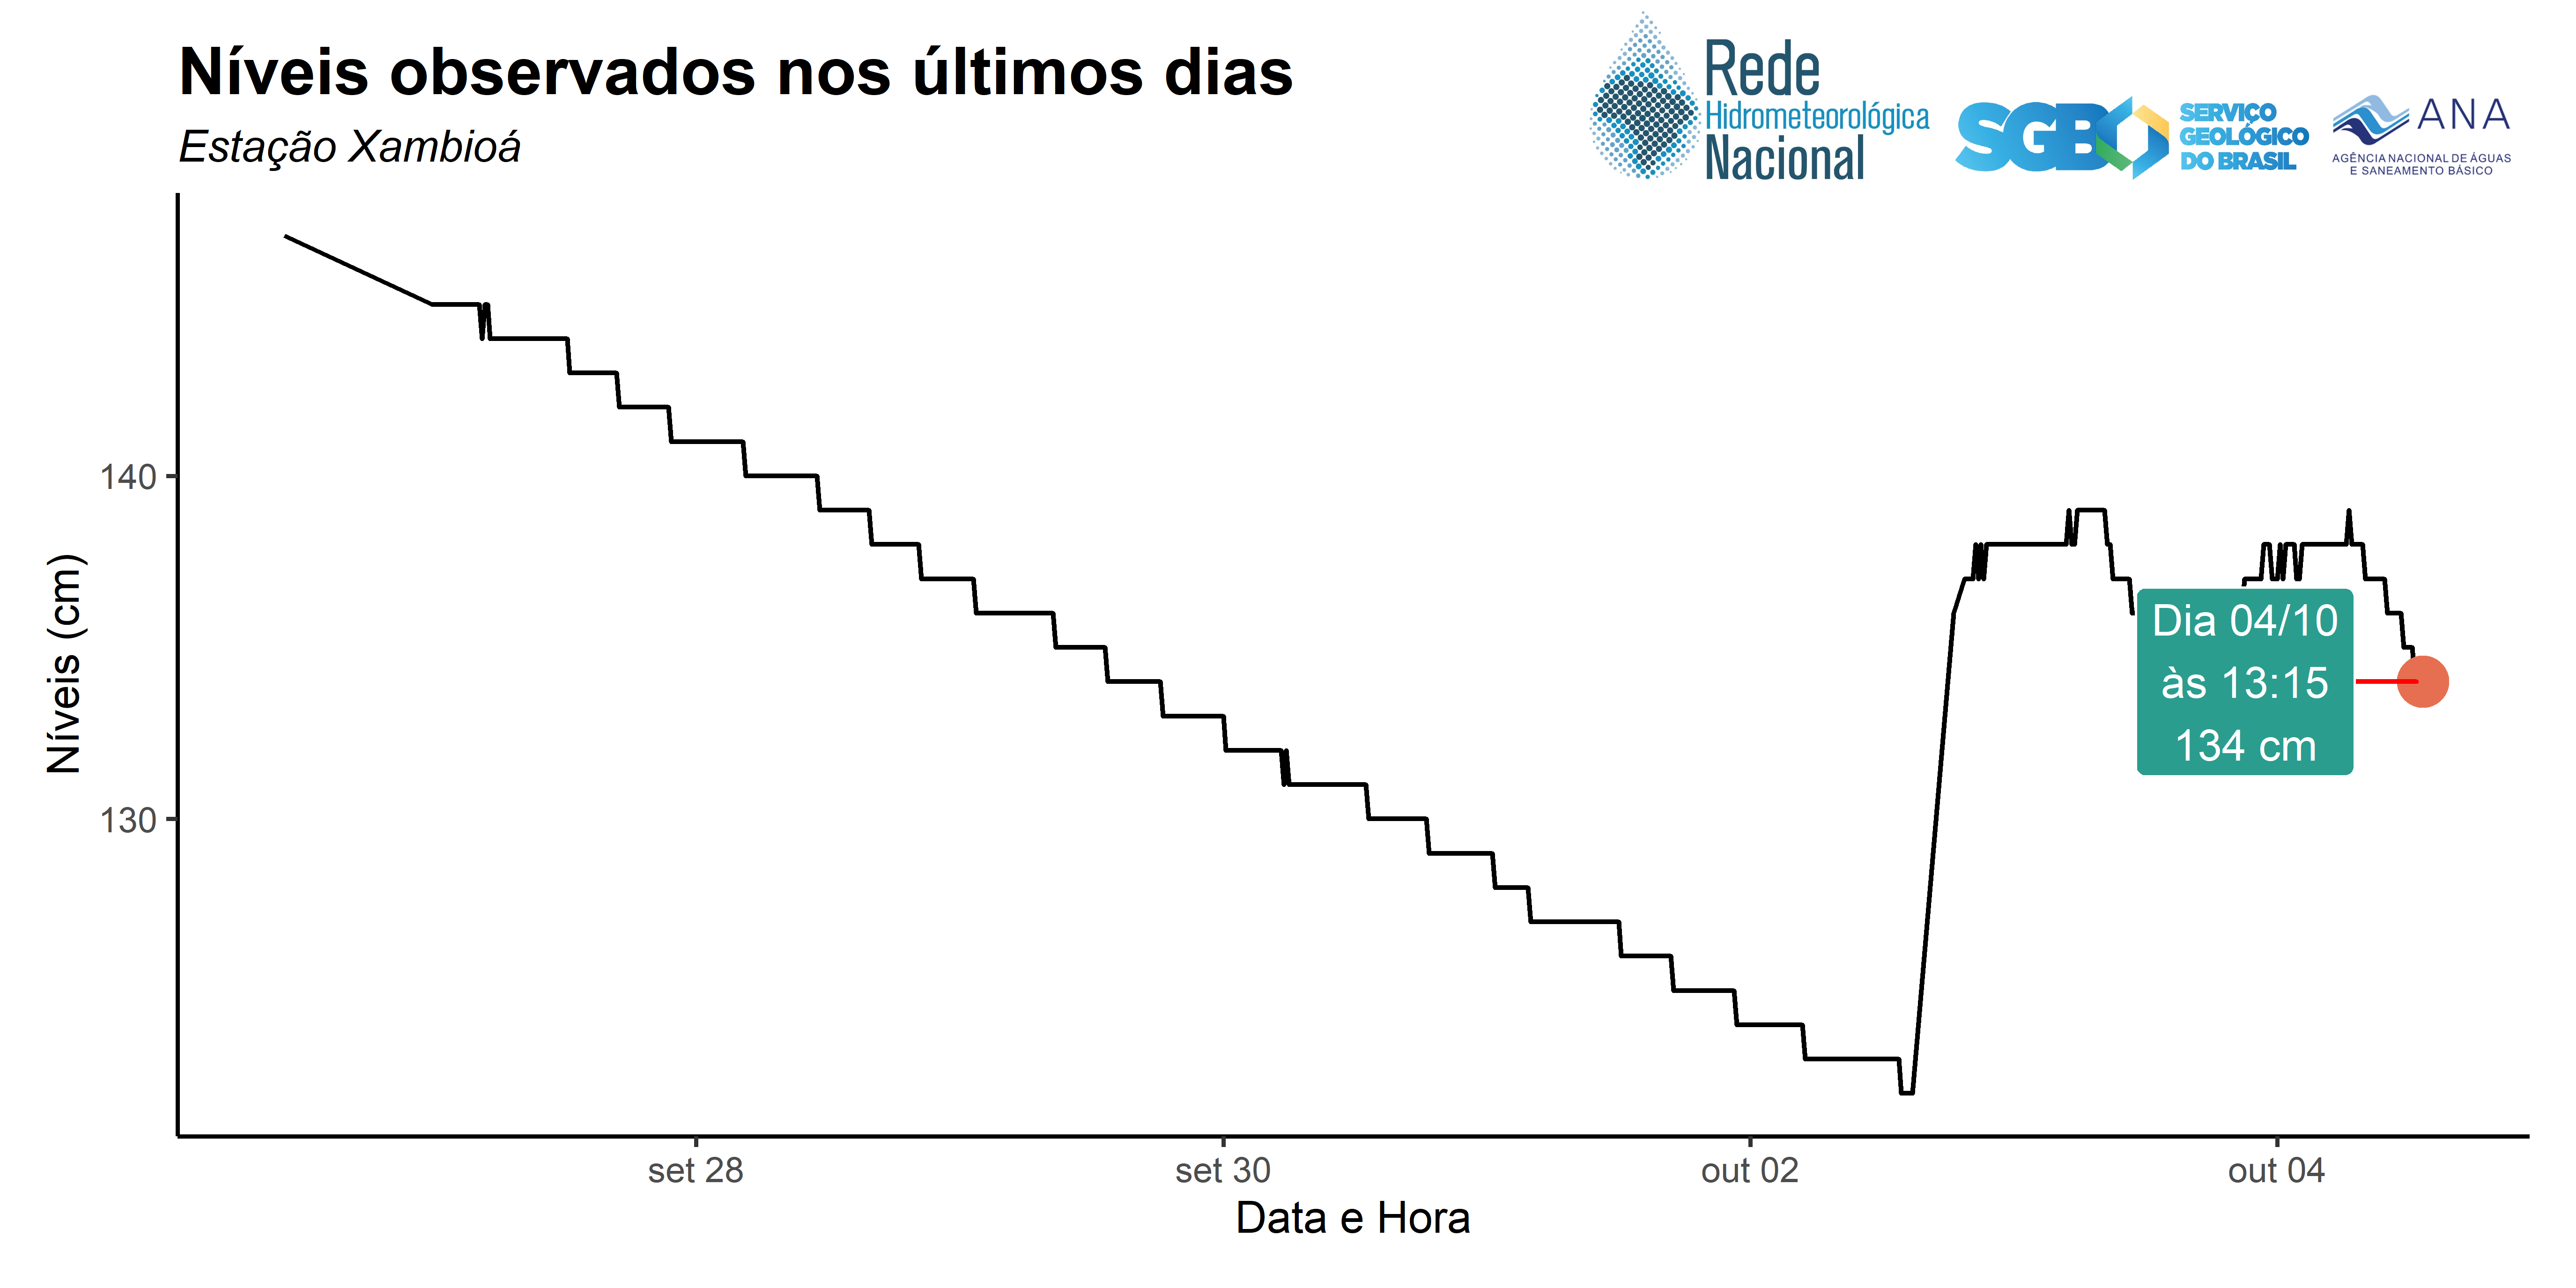 Níveis observados nos últimos dias
Estação Xambioá
Rede
Hidrometeorológica
Nacional
SGB
SERVIÇO
GEOLÓGICO
DO BRASIL
ANA
AGÊNCIA NACIONAL DE ÁGUAS
E SANEAMENTO BÁSICO
Níveis (cm)
140
130
Dia 04/10
às 13:15
134 cm
set 28
set 30
out 02
out 04
Data e Hora